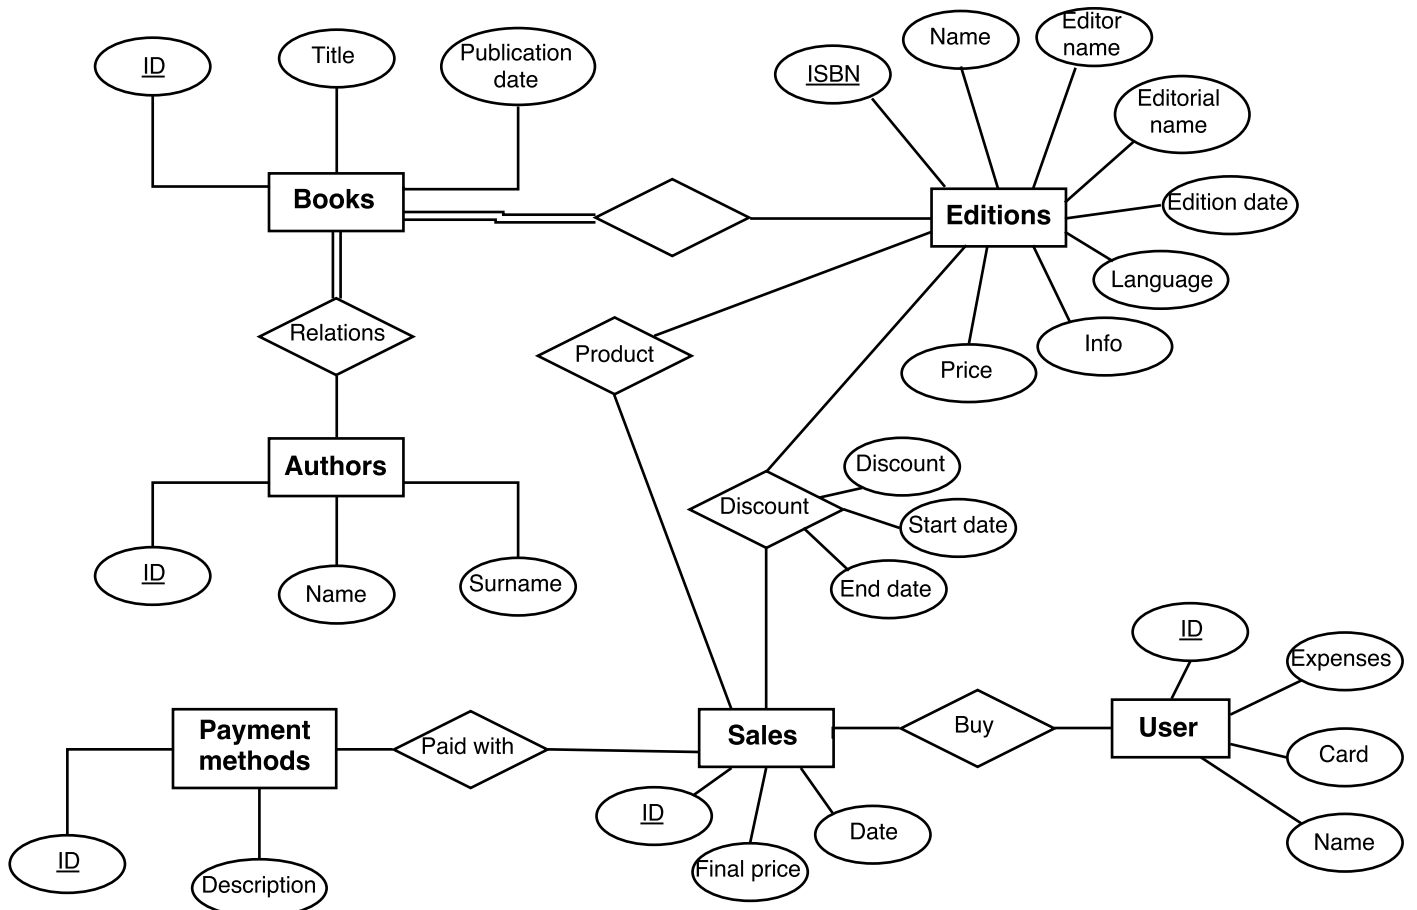 ID
Title
Publication
date
ISBN
Name
Editor
name
Editorial
name
Books
Editions
Edition date
Language
Info
Price
Relations
Product
Authors
Discount
Discount
Start date
End date
ID
Name
Surname
ID
Expenses
Payment
methods
Paid with
Sales
Buy
User
Card
Name
ID
Description
ID
Final price
Date